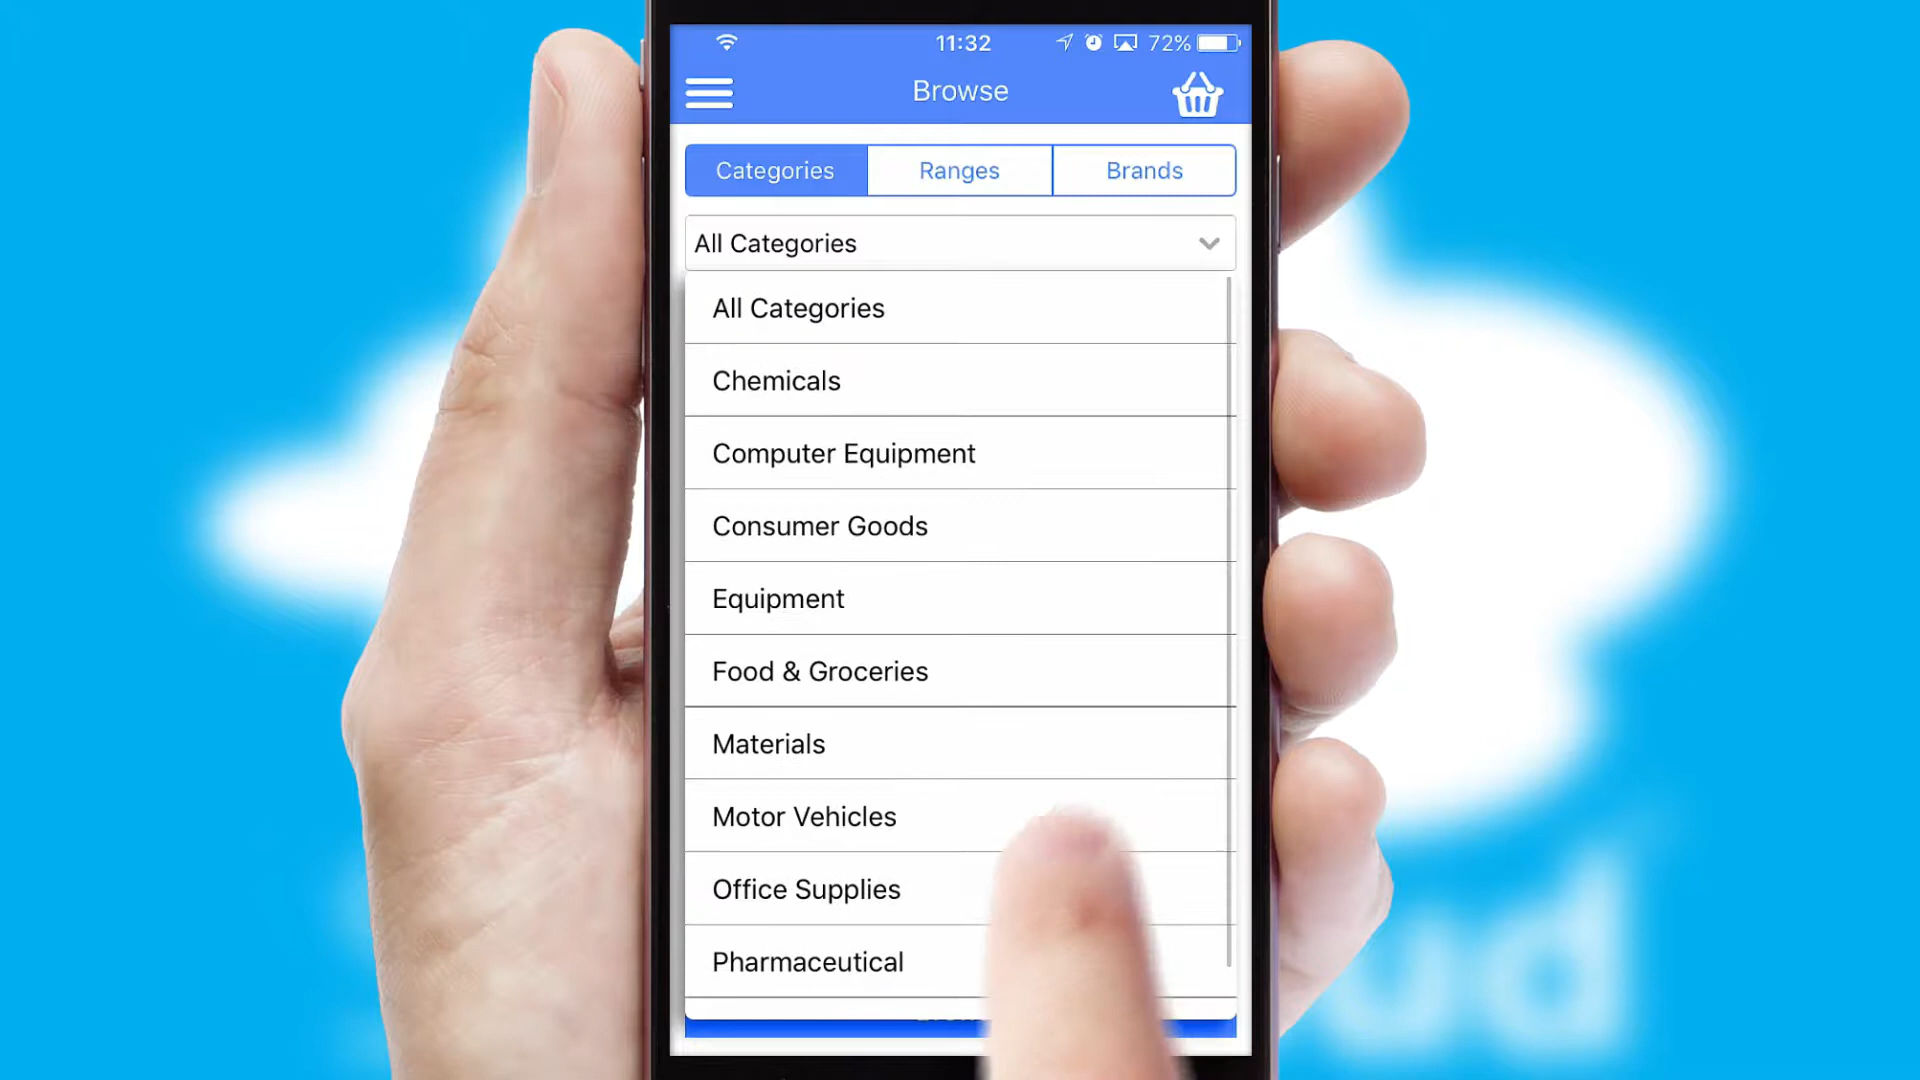 11:32
72%
Browse
Categories
Ranges
Brands
All Categories
All Categories
Chemicals
Computer Equipment
Consumer Goods
Equipment
Food & Groceries
Materials
Motor Vehicles
Office Supplies
Pharmaceutical
ud